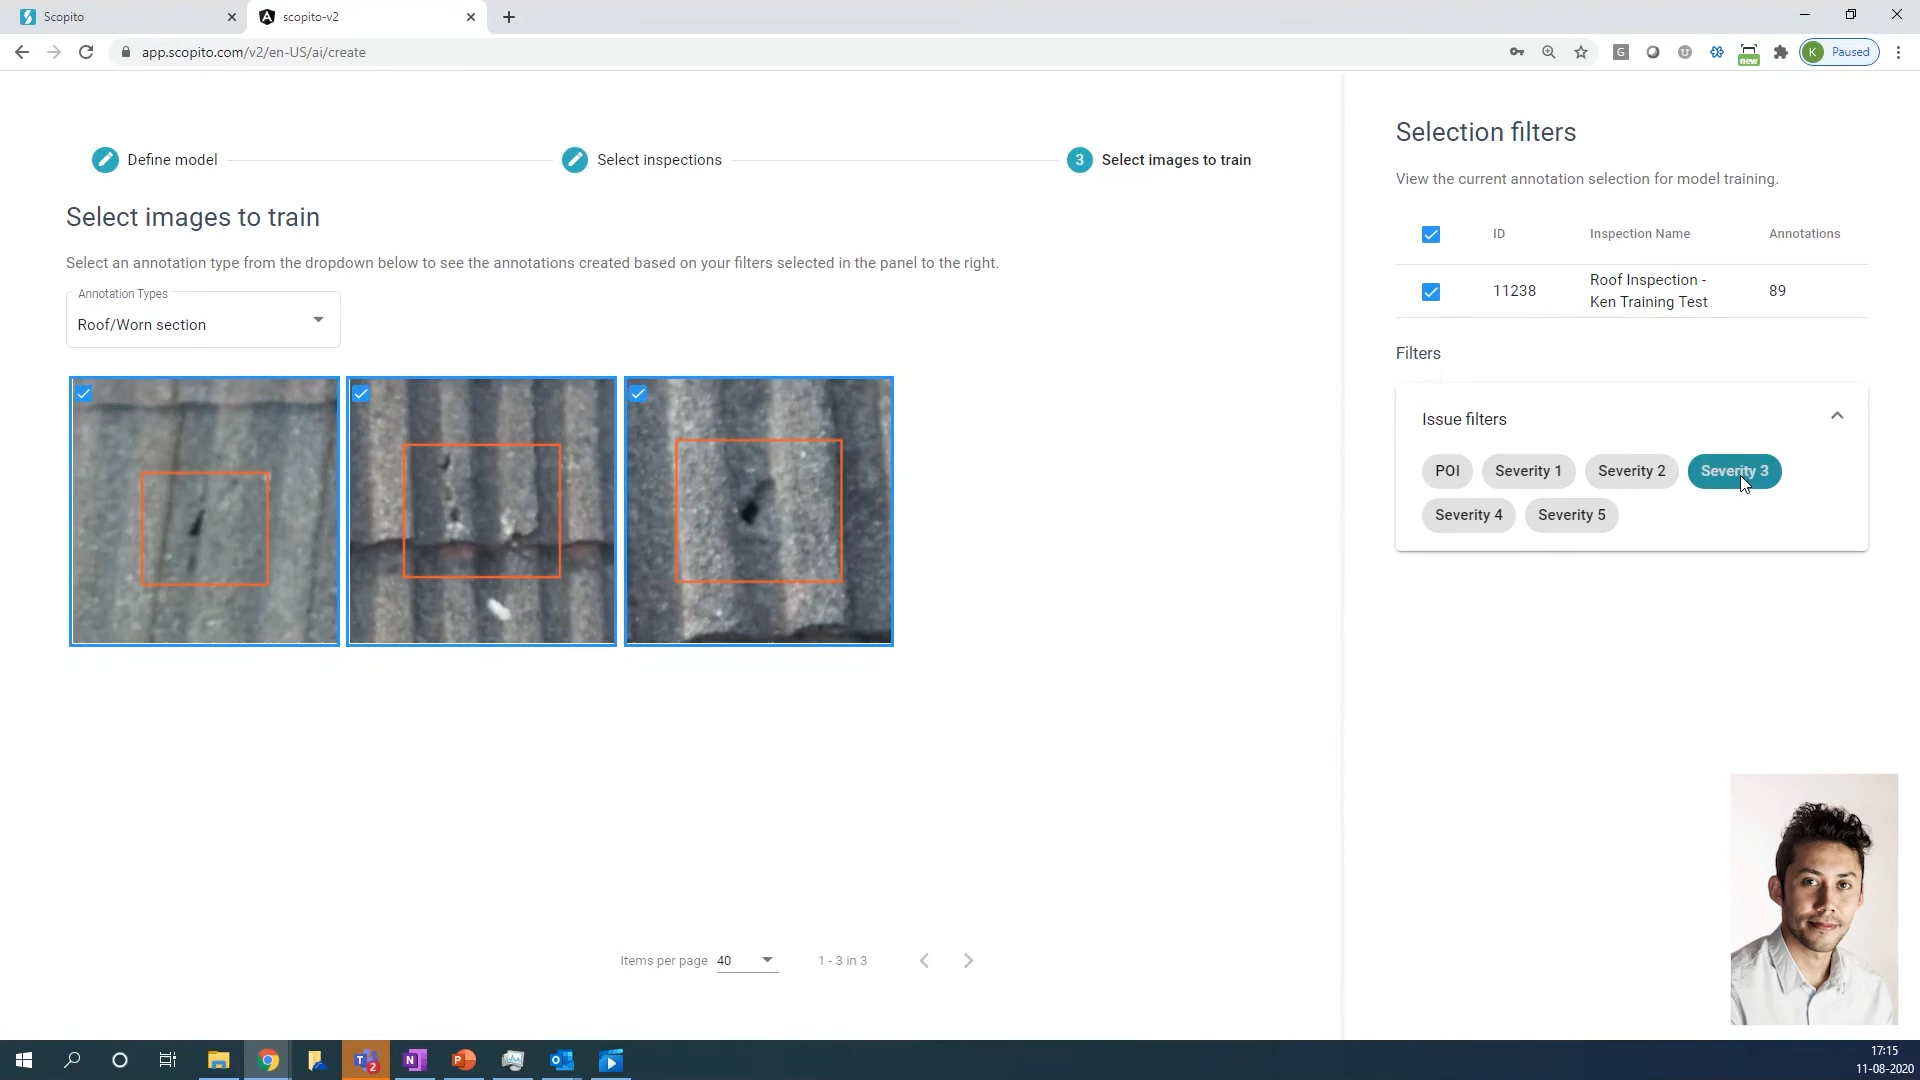 Scopito
scopito-v2
app.scopito.com/v2/en-US/ai/create
G
new
K Paused
Define model
Select inspections
3 Select images to train
Select images to train
Select an annotation type from the dropdown below to see the annotations created based on your filters selected in the panel to the right.
Annotation Types
Roof/Worn section
Items per page 40
1 - 3 in 3
Selection filters
View the current annotation selection for model training.
ID Inspection Name Annotations
11238 Roof Inspection - 89
Ken Training Test
Filters
Issue filters
POI Severity 1 Severity 2 Severity 3
Severity 4 Severity 5
2
17:15
11-08-2020